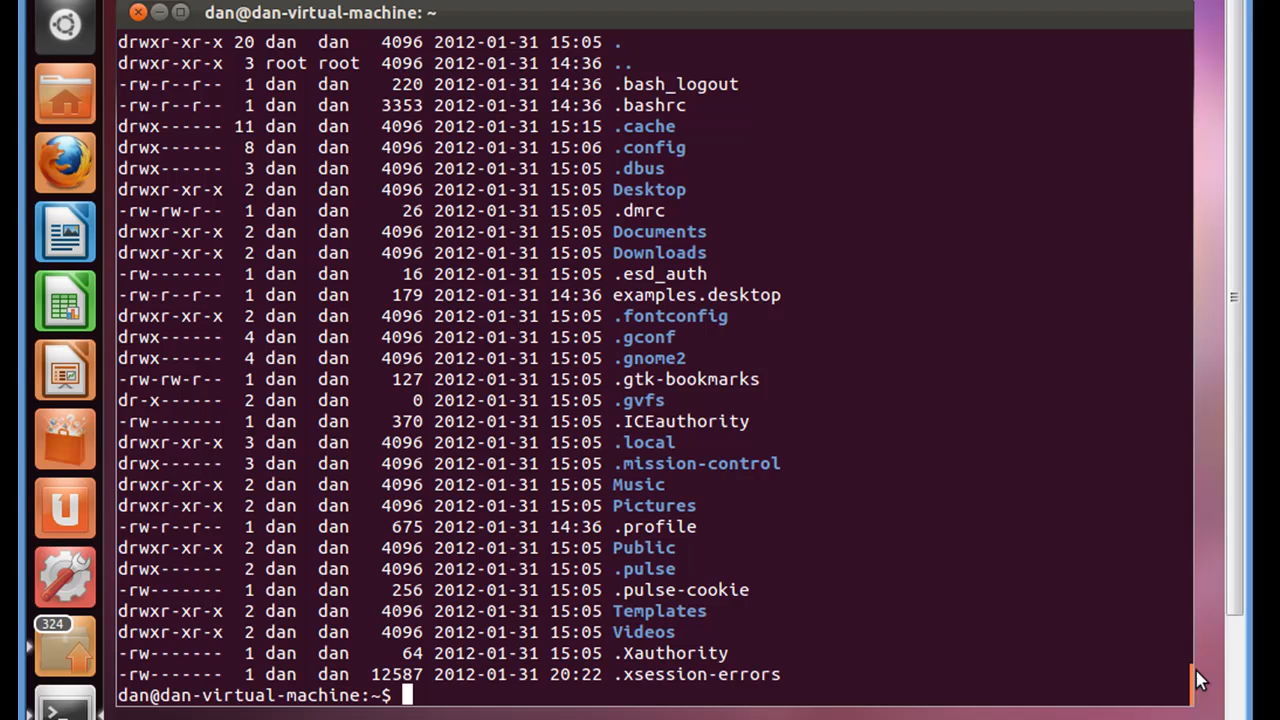 dan@dan-virtual-machine: ~
drwxr-xr-x 20 dan  dan   4096 2012-01-31 15:05 .
drwxr-xr-x  3 root root  4096 2012-01-31 14:36 ..
-rw-r--r--  1 dan  dan    220 2012-01-31 14:36 .bash_logout
-rw-r--r--  1 dan  dan   3353 2012-01-31 14:36 .bashrc
drwx------ 11 dan  dan   4096 2012-01-31 15:15 .cache
drwx------  8 dan  dan   4096 2012-01-31 15:06 .config
drwx------  3 dan  dan   4096 2012-01-31 15:05 .dbus
drwxr-xr-x  2 dan  dan   4096 2012-01-31 15:05 Desktop
-rw-rw-r--  1 dan  dan     26 2012-01-31 15:05 .dmrc
drwxr-xr-x  2 dan  dan   4096 2012-01-31 15:05 Documents
drwxr-xr-x  2 dan  dan   4096 2012-01-31 15:05 Downloads
-rw-------  1 dan  dan     16 2012-01-31 15:05 .esd_auth
-rw-r--r--  1 dan  dan    179 2012-01-31 14:36 examples.desktop
drwxr-xr-x  2 dan  dan   4096 2012-01-31 15:05 .fontconfig
drwx------  4 dan  dan   4096 2012-01-31 15:05 .gconf
drwx------  4 dan  dan   4096 2012-01-31 15:05 .gnome2
-rw-rw-r--  1 dan  dan    127 2012-01-31 15:05 .gtk-bookmarks
dr-x------  2 dan  dan      0 2012-01-31 15:05 .gvfs
-rw-------  1 dan  dan    370 2012-01-31 15:05 .ICEauthority
drwxr-xr-x  3 dan  dan   4096 2012-01-31 15:05 .local
drwx------  3 dan  dan   4096 2012-01-31 15:05 .mission-control
drwxr-xr-x  2 dan  dan   4096 2012-01-31 15:05 Music
drwxr-xr-x  2 dan  dan   4096 2012-01-31 15:05 Pictures
-rw-r--r--  1 dan  dan    675 2012-01-31 14:36 .profile
drwxr-xr-x  2 dan  dan   4096 2012-01-31 15:05 Public
drwx------  2 dan  dan   4096 2012-01-31 15:05 .pulse
-rw-------  1 dan  dan    256 2012-01-31 15:05 .pulse-cookie
drwxr-xr-x  2 dan  dan   4096 2012-01-31 15:05 Templates
drwxr-xr-x  2 dan  dan   4096 2012-01-31 15:05 Videos
-rw-------  1 dan  dan     64 2012-01-31 15:05 .Xauthority
-rw-------  1 dan  dan  12587 2012-01-31 20:22 .xsession-errors
dan@dan-virtual-machine:~$
324